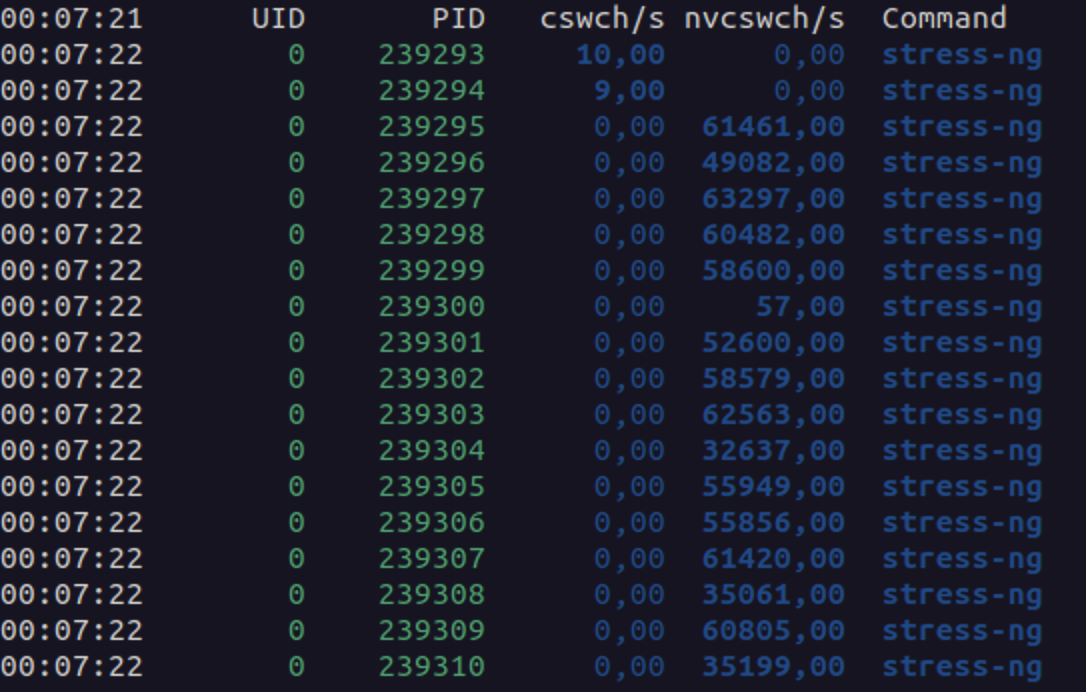 00:07:21 UID PID cswch/s nvcswch/s Command
00:07:22 0 239293 10,00 0,00 stress-ng
00:07:22 0 239294 9,00 0,00 stress-ng
00:07:22 0 239295 0,00 61461,00 stress-ng
00:07:22 0 239296 0,00 49082,00 stress-ng
00:07:22 0 239297 0,00 63297,00 stress-ng
00:07:22 0 239298 0,00 60482,00 stress-ng
00:07:22 0 239299 0,00 58600,00 stress-ng
00:07:22 0 239300 0,00 57,00 stress-ng
00:07:22 0 239301 0,00 52600,00 stress-ng
00:07:22 0 239302 0,00 58579,00 stress-ng
00:07:22 0 239303 0,00 62563,00 stress-ng
00:07:22 0 239304 0,00 32637,00 stress-ng
00:07:22 0 239305 0,00 55949,00 stress-ng
00:07:22 0 239306 0,00 55856,00 stress-ng
00:07:22 0 239307 0,00 61420,00 stress-ng
00:07:22 0 239308 0,00 35061,00 stress-ng
00:07:22 0 239309 0,00 60805,00 stress-ng
00:07:22 0 239310 0,00 35199,00 stress-ng